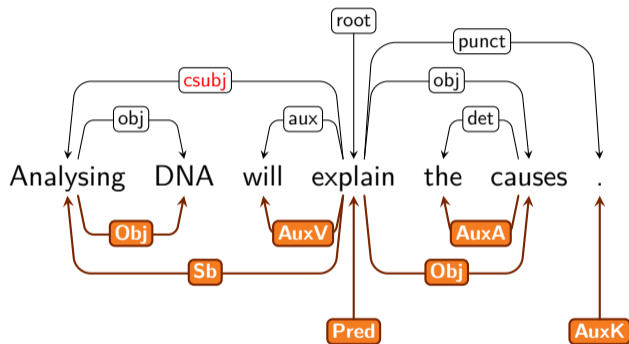 root
punct
csubj
obj
obj
aux
det
Analysing DNA will explain the causes .
Obj
AuxV
AuxA
Sb
Obj
Pred
AuxK